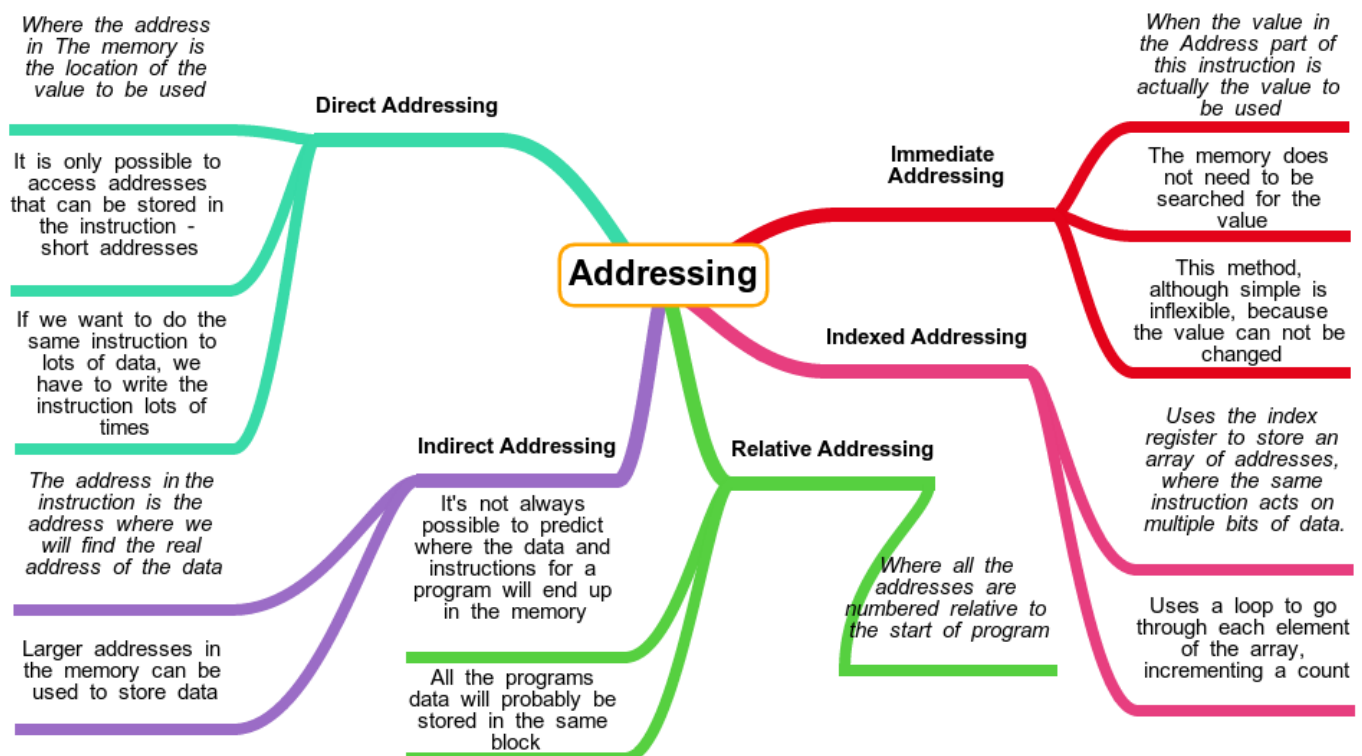 Addressing
Direct Addressing
Where the address
in The memory is
the location of the
value to be used
It is only possible to
access addresses
that can be stored in
the instruction -
short addresses
If we want to do the
same instruction to
lots of data, we
have to write the
instruction lots of
times
Indirect Addressing
The address in the
instruction is the
address where we
will find the real
address of the data
Larger addresses in
the memory can be
used to store data
Relative Addressing
It's not always
possible to predict
where the data and
instructions for a
program will end up
in the memory
All the programs
data will probably be
stored in the same
block
Where all the
addresses are
numbered relative to
the start of program
Immediate
Addressing
When the value in
the Address part of
this instruction is
actually the value to
be used
The memory does
not need to be
searched for the
value
This method,
although simple is
inflexible, because
the value can not be
changed
Indexed Addressing
Uses the index
register to store an
array of addresses,
where the same
instruction acts on
multiple bits of data.
Uses a loop to go
through each element
of the array,
incrementing a count